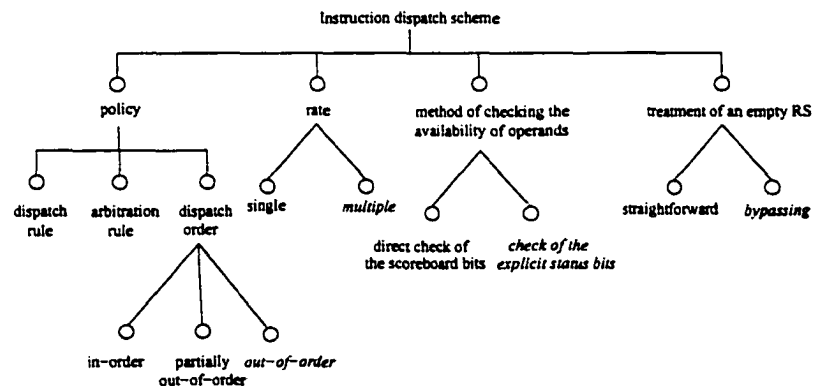 Instruction dispatch scheme
policy
rate
method of checking the
availability of operands
treatment of an empty RS
dispatch
rule
arbitration
rule
dispatch
order
single
multiple
direct check of
the scoreboard bits
check of the
explicit status bits
straightforward
bypassing
in-order
partially
out-of-order
out-of-order